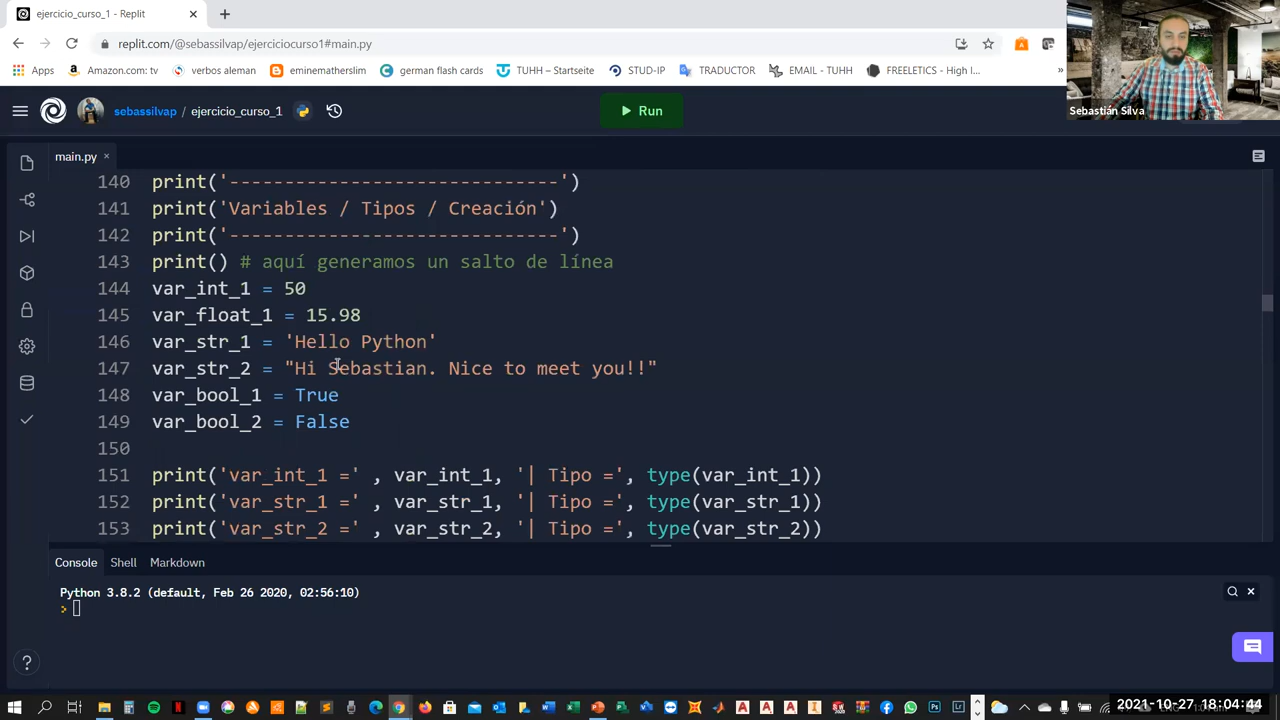 ejercicio_curso_1 - Replit
replit.com/@sebassilvap/ejerciciocurso1#main.py
Apps Amazon.com: tv verbos aleman eminematherslim german flash cards TUHH – Startseite STUD-IP TRADUCTOR EMAIL - TUHH FREELETICS - High I... »
Sebastián Silva
sebassilvap / ejercicio_curso_1
Run
main.py
140 print('------------------------------')
141 print('Variables / Tipos / Creación')
142 print('------------------------------')
143 print() # aquí generamos un salto de línea
144 var_int_1 = 50
145 var_float_1 = 15.98
146 var_str_1 = 'Hello Python'
147 var_str_2 = "Hi Sebastian. Nice to meet you!!"
148 var_bool_1 = True
149 var_bool_2 = False
150
151 print('var_int_1 =' , var_int_1, '| Tipo =', type(var_int_1))
152 print('var_str_1 =' , var_str_1, '| Tipo =', type(var_str_1))
153 print('var_str_2 =' , var_str_2, '| Tipo =', type(var_str_2))
Console Shell Markdown
Python 3.8.2 (default, Feb 26 2020, 02:56:10)
>
2021-10-27 18:04:44